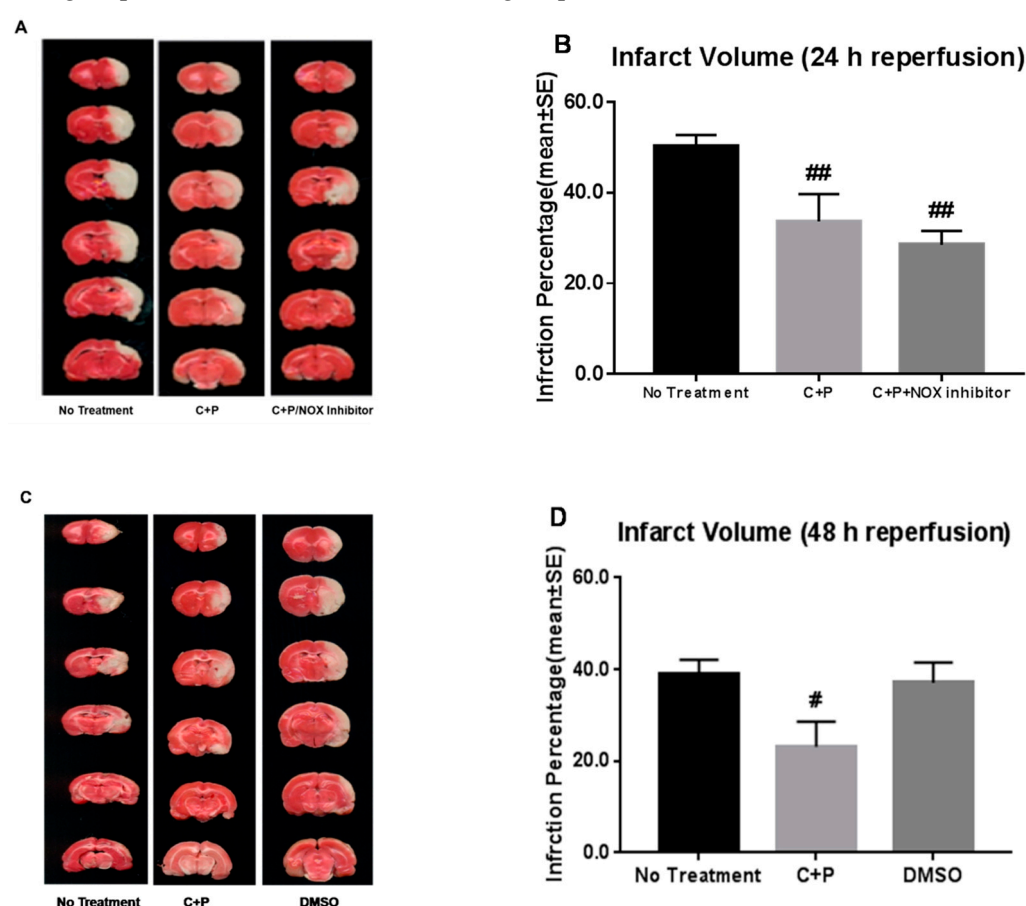 A
No Treatment
C+P
C+P/NOX Inhibitor
B
Infarct Volume (24 h reperfusion)
Infrction Percentage(mean±SE)
60.0
40.0
20.0
0.0
##
##
No Treatment
C+P
C+P+NOX inhibitor
C
No Treatment
C+P
DMSO
D
Infarct Volume (48 h reperfusion)
Infrction Percentage(mean±SE)
60.0
40.0
20.0
0.0
#
No Treatment
C+P
DMSO